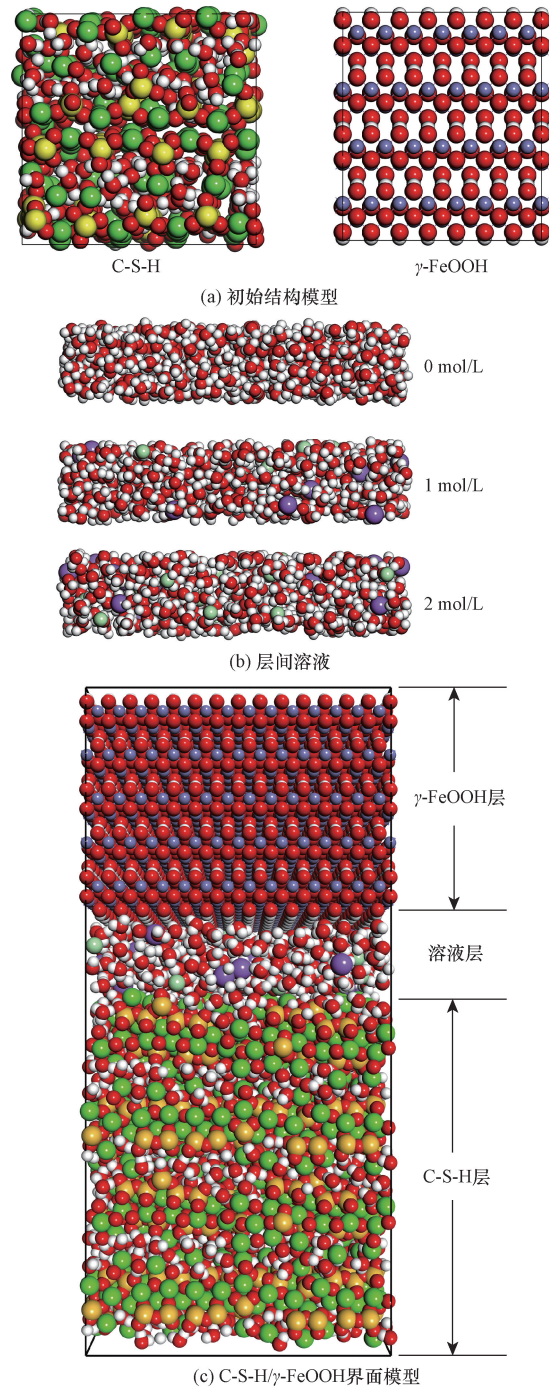 C-S-H
γ-FeOOH
(a) 初始结构模型
0 mol/L
1 mol/L
2 mol/L
(b) 层间溶液
γ-FeOOH层
溶液层
C-S-H层
(c) C-S-H/γ-FeOOH界面模型